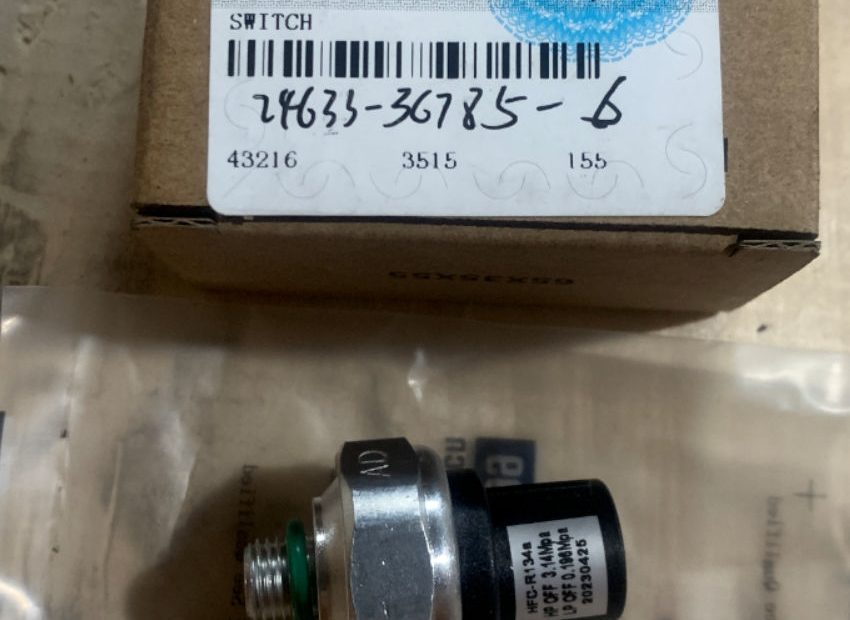 SWITCH
24633-36785-6
43216 3515 155
65X35X55
AD
HFC-R134a
HP OFF 3.14Mpa
LP OFF 0.196Mpa
20230425